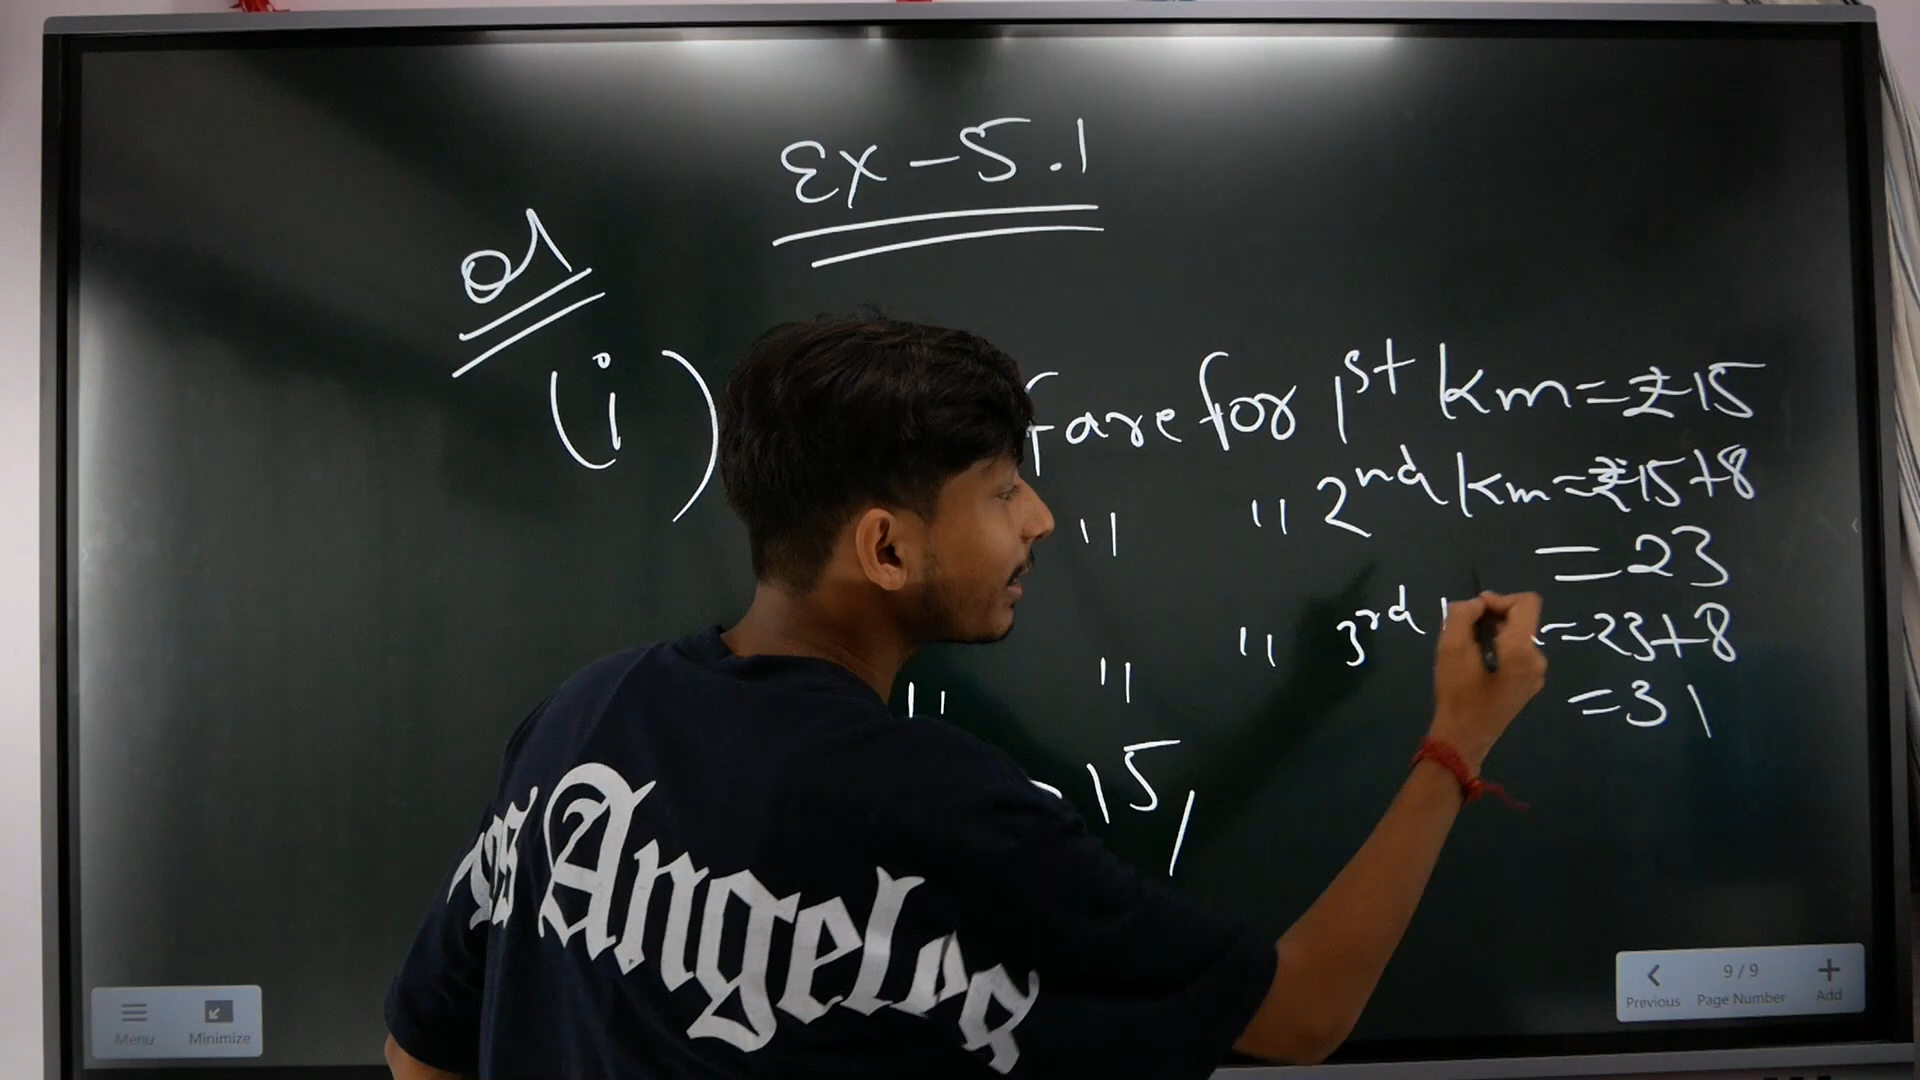 Ex-5.1
Q1
(i) fare for 1st km = ₹15
" " 2nd km = ₹15+8
= 23
" " " 3rd = 23+8
= 31
15,
Los Angeles
Menu Minimize
Previous 9 / 9 Page Number Add